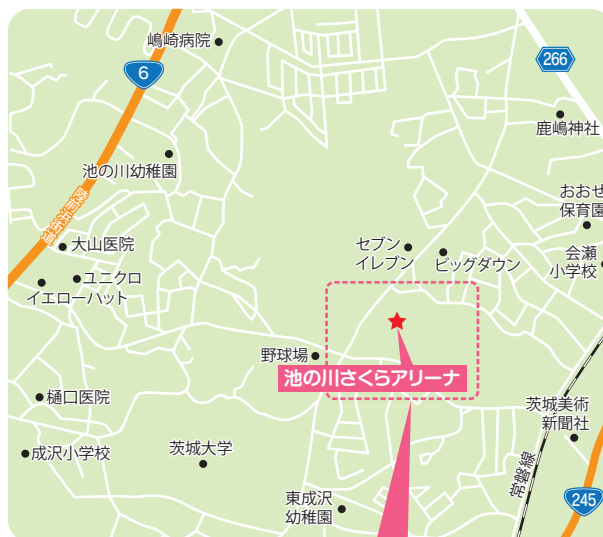 嶋崎病院
6
266
鹿嶋神社
池の川幼稚園
陸前浜街道
おおせ
保育園
大山医院
セブン
イレブン
ビッグダウン
会瀬
小学校
ユニクロ
イエローハット
野球場
池の川さくらアリーナ
樋口医院
茨城美術
新聞社
成沢小学校
茨城大学
常磐線
東成沢
幼稚園
245